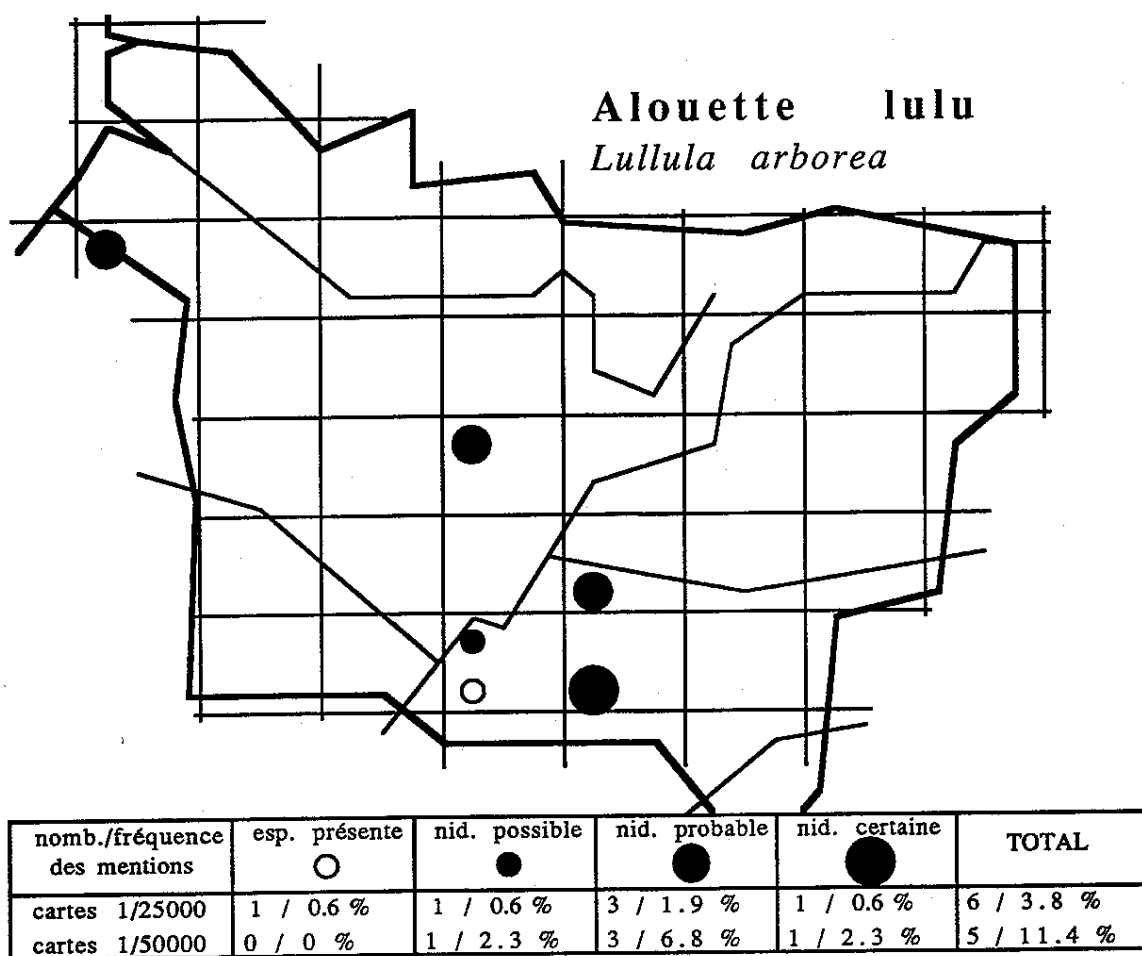 Alouette lulu
Lullula arborea
nomb./fréquence des mentions esp. présente nid. possible nid. probable nid. certaine TOTAL
cartes 1/25000 1 / 0.6 % 1 / 0.6 % 3 / 1.9 % 1 / 0.6 % 6 / 3.8 %
cartes 1/50000 0 / 0 % 1 / 2.3 % 3 / 6.8 % 1 / 2.3 % 5 / 11.4 %